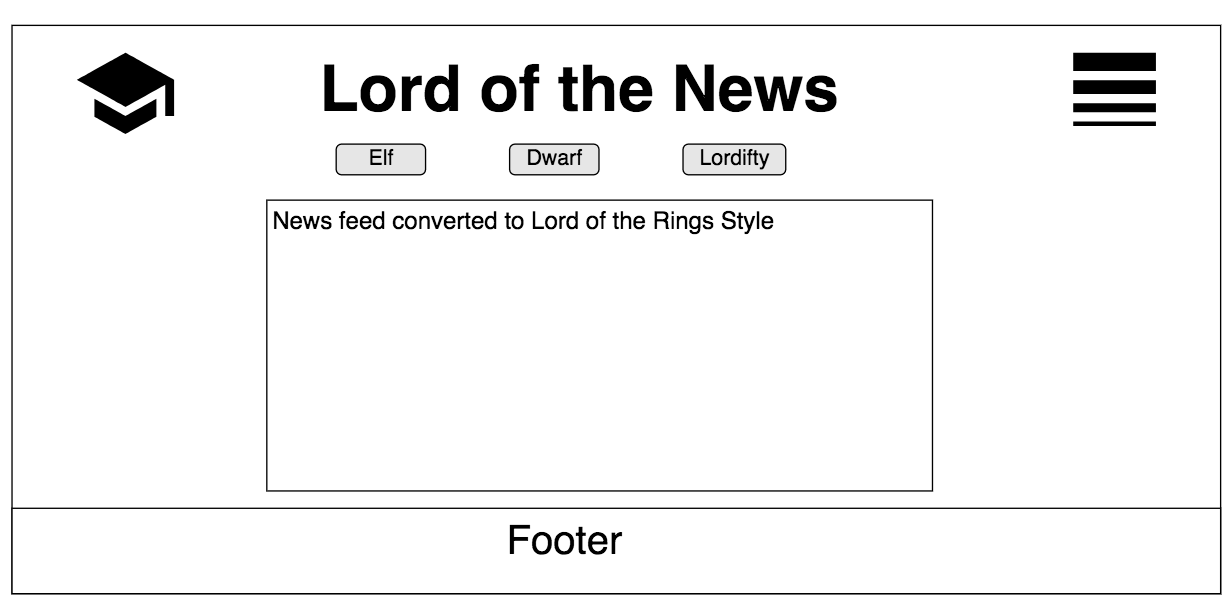 Lord of the News
Elf Dwarf Lordifty
News feed converted to Lord of the Rings Style
Footer